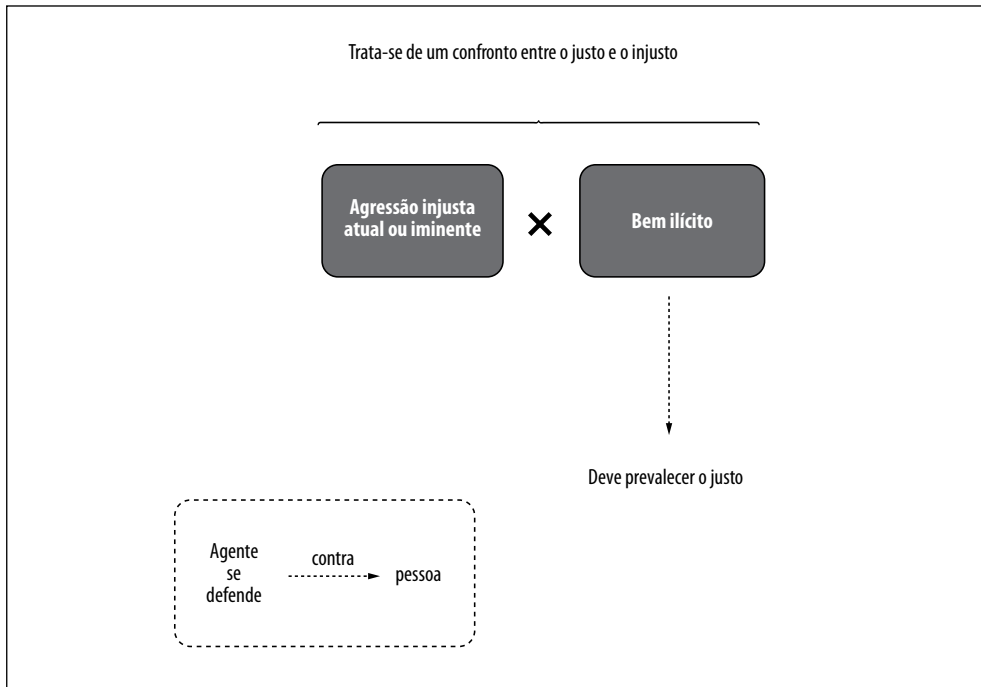 Trata-se de um confronto entre o justo e o injusto
Agressão injusta
atual ou iminente
Bem ilícito
Deve prevalecer o justo
Agente
se
defende
contra
pessoa